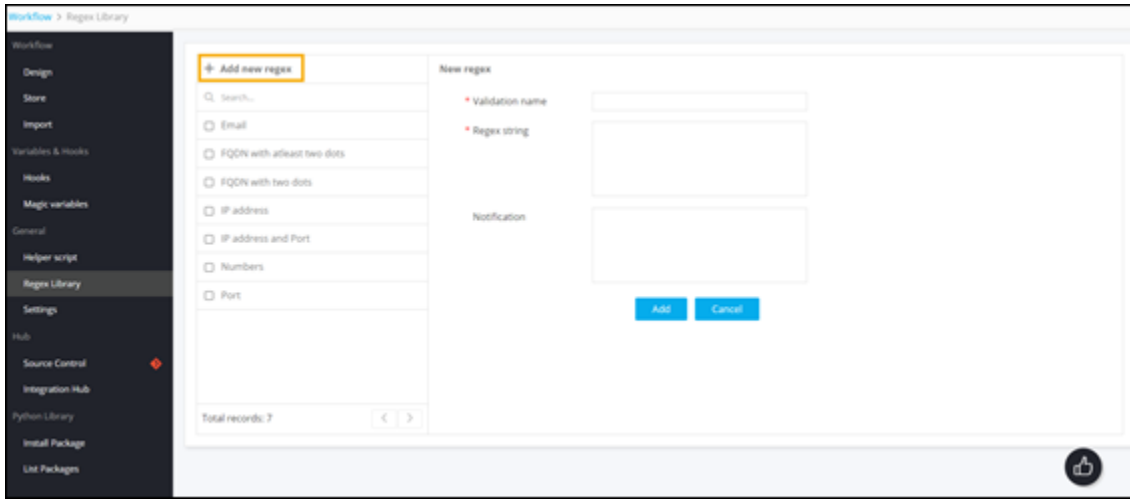 Workflow > Regex Library
Workflow
Design
Store
Import
Variables & Hooks
Hooks
Magic variables
General
Helper script
Regex Library
Settings
Hub
Source Control
Integration Hub
Python Library
Install Package
List Packages
+ Add new regex
Search...
Email
FQDN with atleast two dots
FQDN with two dots
IP address
IP address and Port
Numbers
Port
Total records: 7
< >
New regex
* Validation name
* Regex string
Notification
Add Cancel